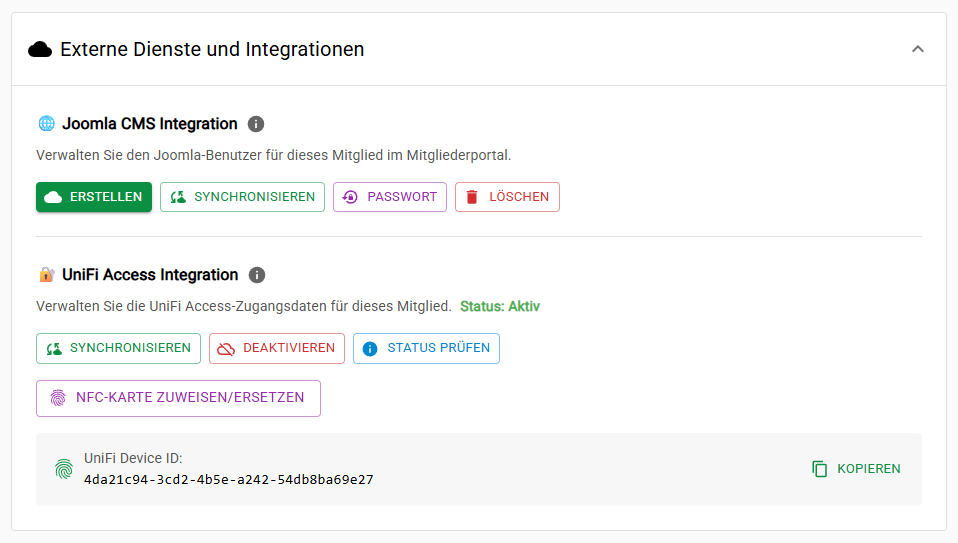 Externe Dienste und Integrationen
Joomla CMS Integration
Verwalten Sie den Joomla-Benutzer für dieses Mitglied im Mitgliederportal.
ERSTELLEN SYNCHRONISIEREN PASSWORT LÖSCHEN
UniFi Access Integration
Verwalten Sie die UniFi Access-Zugangsdaten für dieses Mitglied. Status: Aktiv
SYNCHRONISIEREN DEAKTIVIEREN STATUS PRÜFEN
NFC-KARTE ZUWEISEN/ERSETZEN
UniFi Device ID:
4da21c94-3cd2-4b5e-a242-54db8ba69e27
KOPIEREN